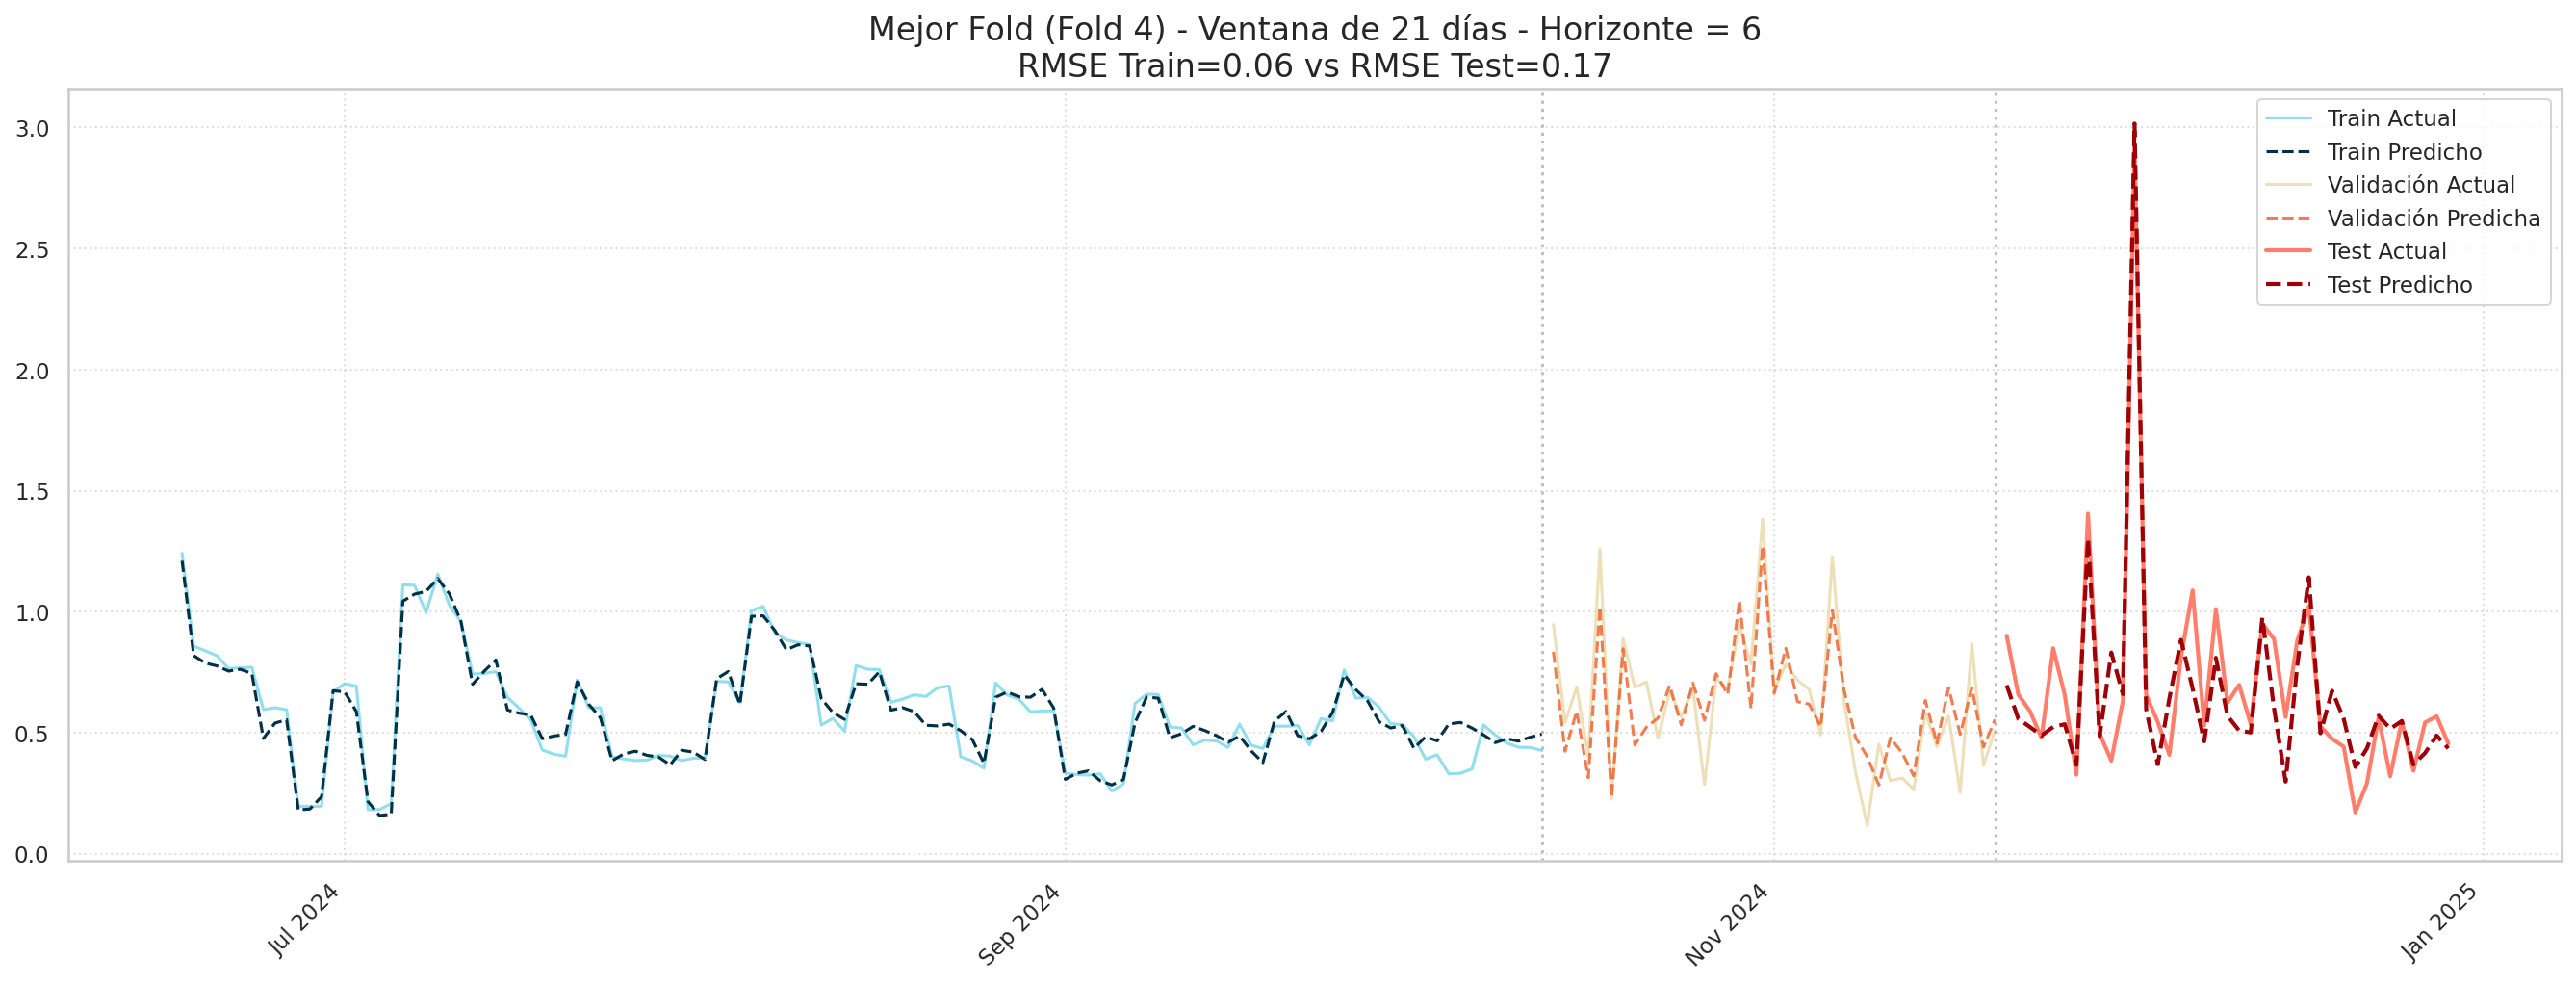 Mejor Fold (Fold 4) - Ventana de 21 días - Horizonte = 6
RMSE Train=0.06 vs RMSE Test=0.17
3.0
2.5
2.0
1.5
1.0
0.5
0.0
Train Actual
Train Predicho
Validación Actual
Validación Predicha
Test Actual
Test Predicho
Jul 2024
Sep 2024
Nov 2024
Jan 2025